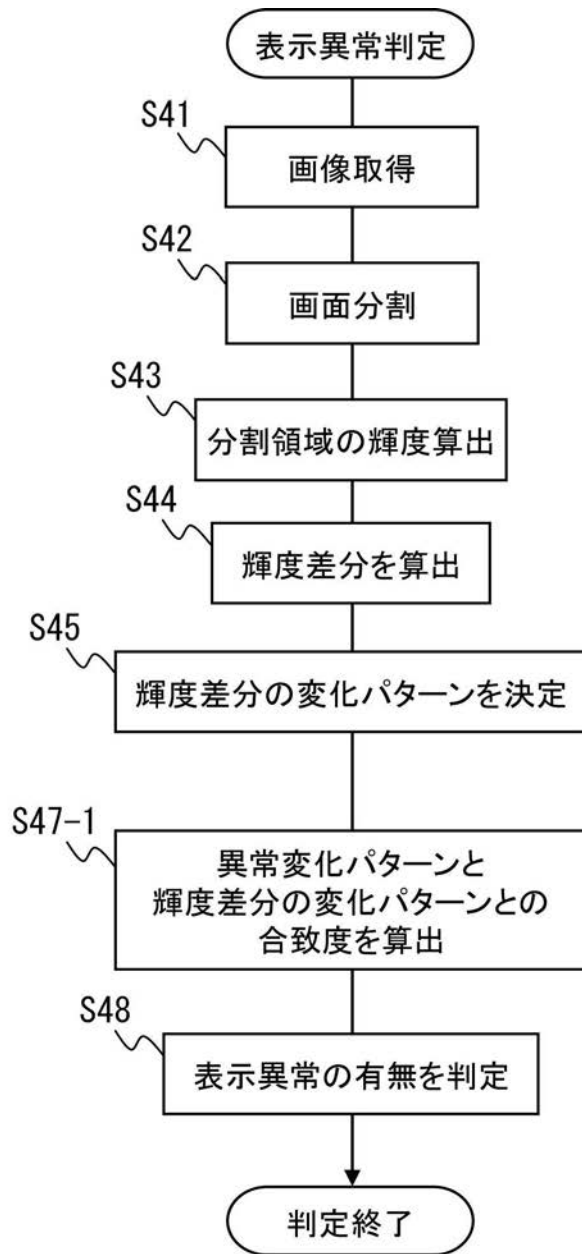 表示異常判定
S41
画像取得
S42
画面分割
S43
分割領域の輝度算出
S44
輝度差分を算出
S45
輝度差分の変化パターンを決定
S47-1
異常変化パターンと
輝度差分の変化パターンとの
合致度を算出
S48
表示異常の有無を判定
判定終了